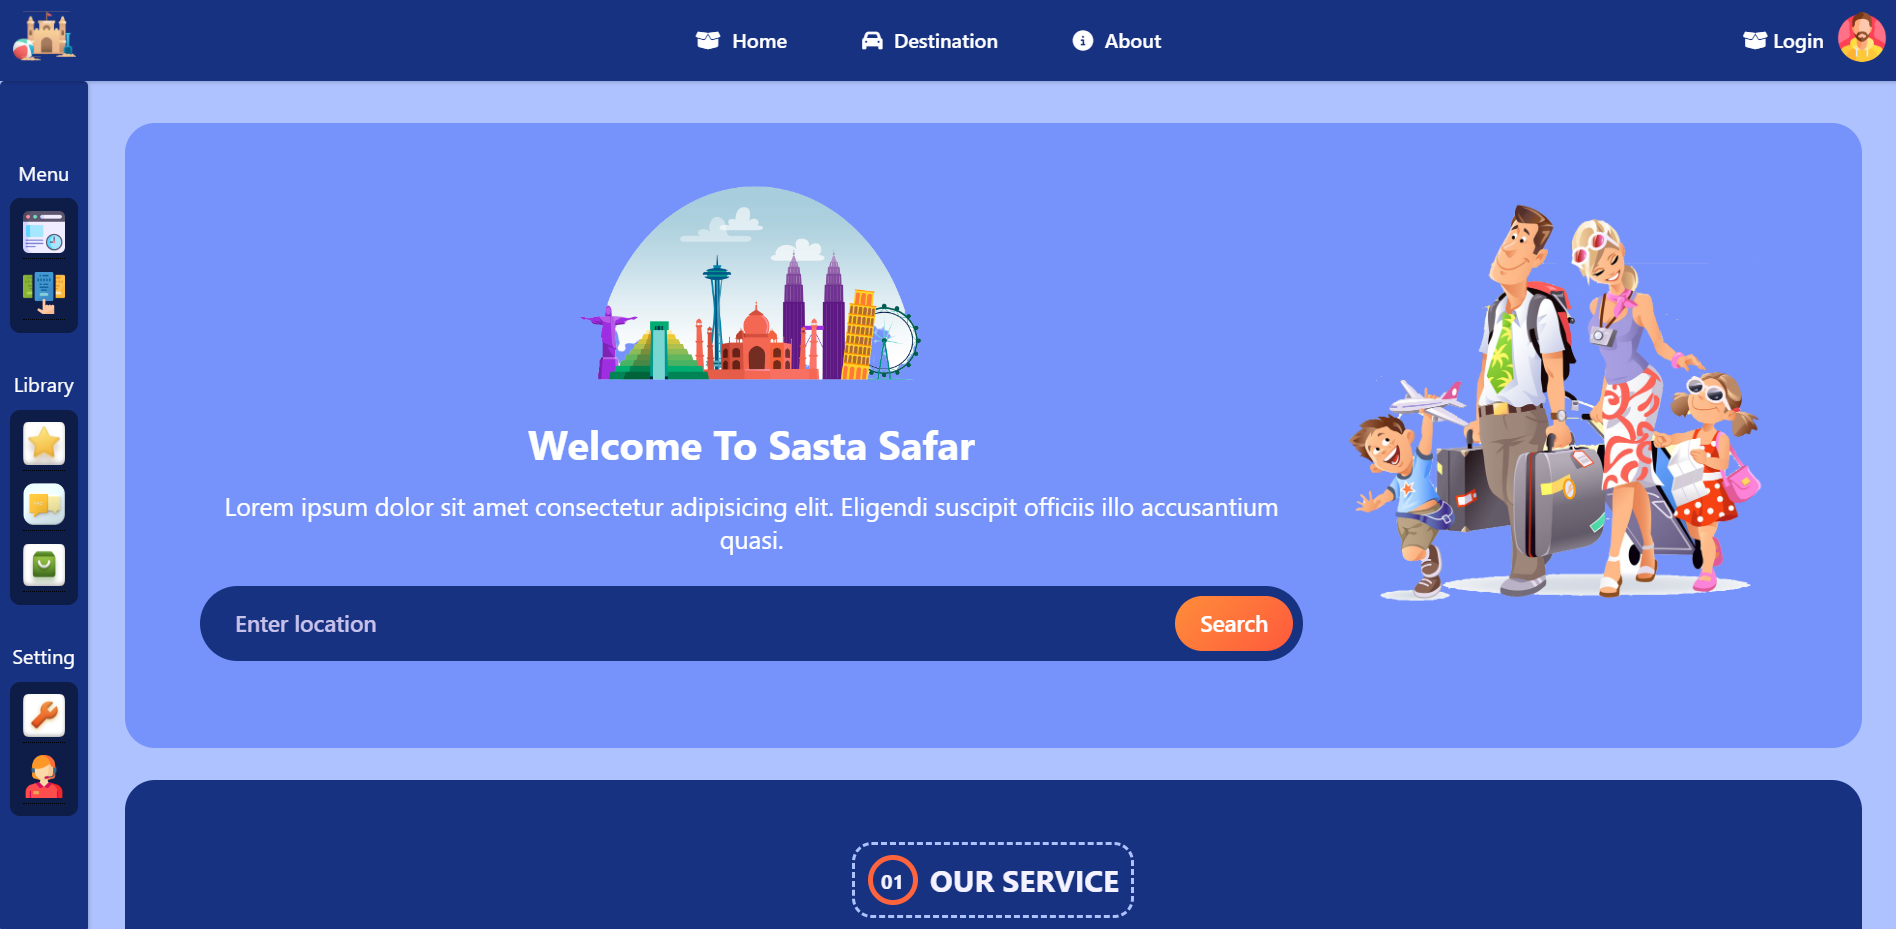 Home
Destination
About
Login
Menu
Library
Setting
Welcome To Sasta Safar
Lorem ipsum dolor sit amet consectetur adipisicing elit. Eligendi suscipit officiis illo accusantium
quasi.
Enter location
Search
01
OUR SERVICE